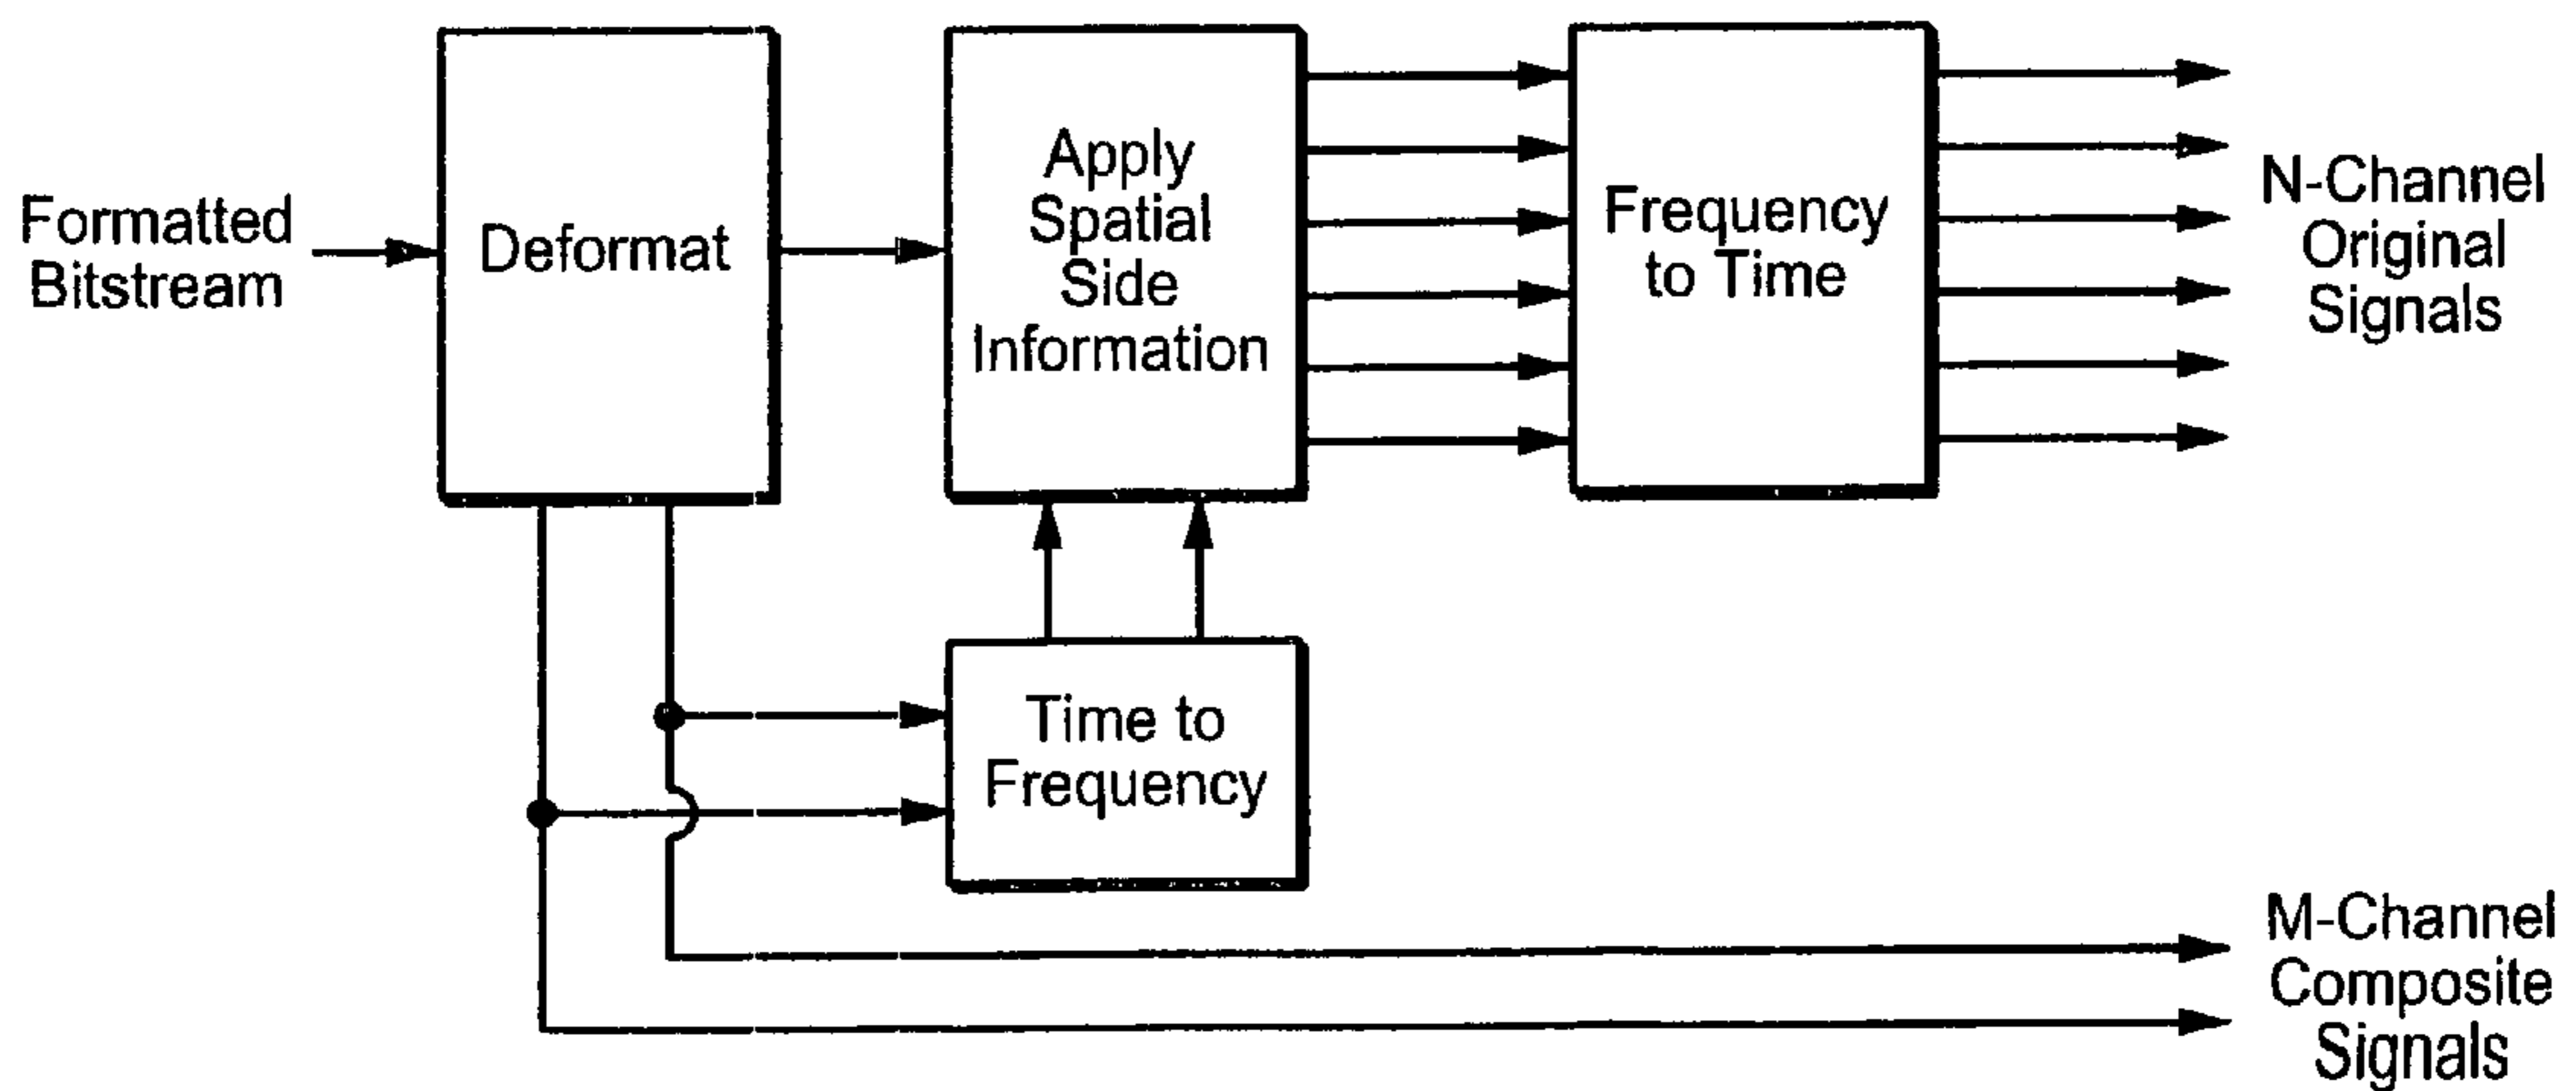 Formatted
Bitstream
Deformat
Apply
Spatial
Side
Information
Frequency
to Time
N-Channel
Original
Signals
Time to
Frequency
M-Channel
Composite
Signals